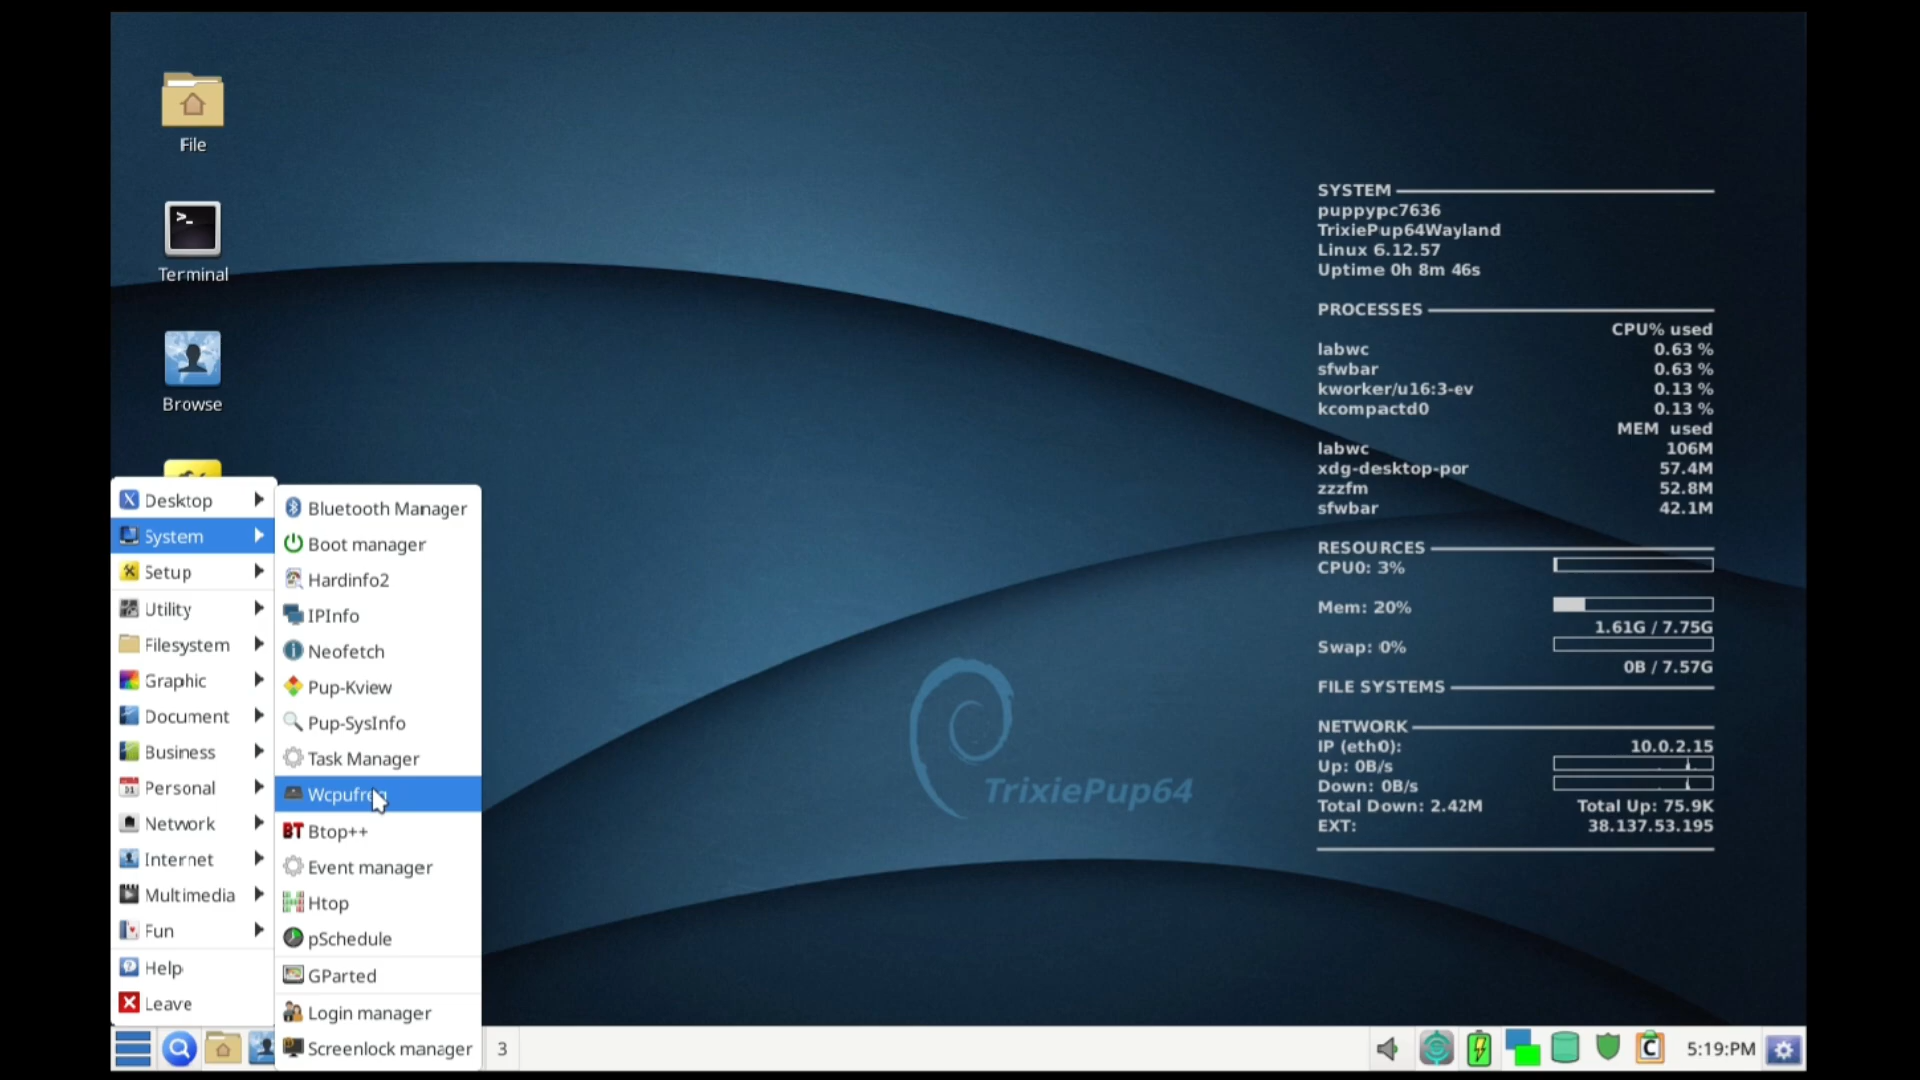 File
Terminal
Browse
Desktop
System
Setup
Utility
Filesystem
Graphic
Document
Business
Personal
Network
Internet
Multimedia
Fun
Help
Leave
Bluetooth Manager
Boot manager
Hardinfo2
IPInfo
Neofetch
Pup-Kview
Pup-SysInfo
Task Manager
Wcpufreq
BT Btop++
Event manager
Htop
pSchedule
GParted
Login manager
Screenlock manager
SYSTEM
puppypc7636
TrixiePup64Wayland
Linux 6.12.57
Uptime 0h 8m 46s
PROCESSES
CPU% used
labwc 0.63 %
sfwbar 0.63 %
kworker/u16:3-ev 0.13 %
kcompactd0 0.13 %
MEM used
labwc 106M
xdg-desktop-por 57.4M
zzzfm 52.8M
sfwbar 42.1M
RESOURCES
CPU0: 3%
Mem: 20%
1.61G / 7.75G
Swap: 0%
0B / 7.57G
FILE SYSTEMS
NETWORK
IP (eth0): 10.0.2.15
Up: 0B/s
Down: 0B/s
Total Down: 2.42M Total Up: 75.9K
EXT: 38.137.53.195
TrixiePup64
3
5:19:PM